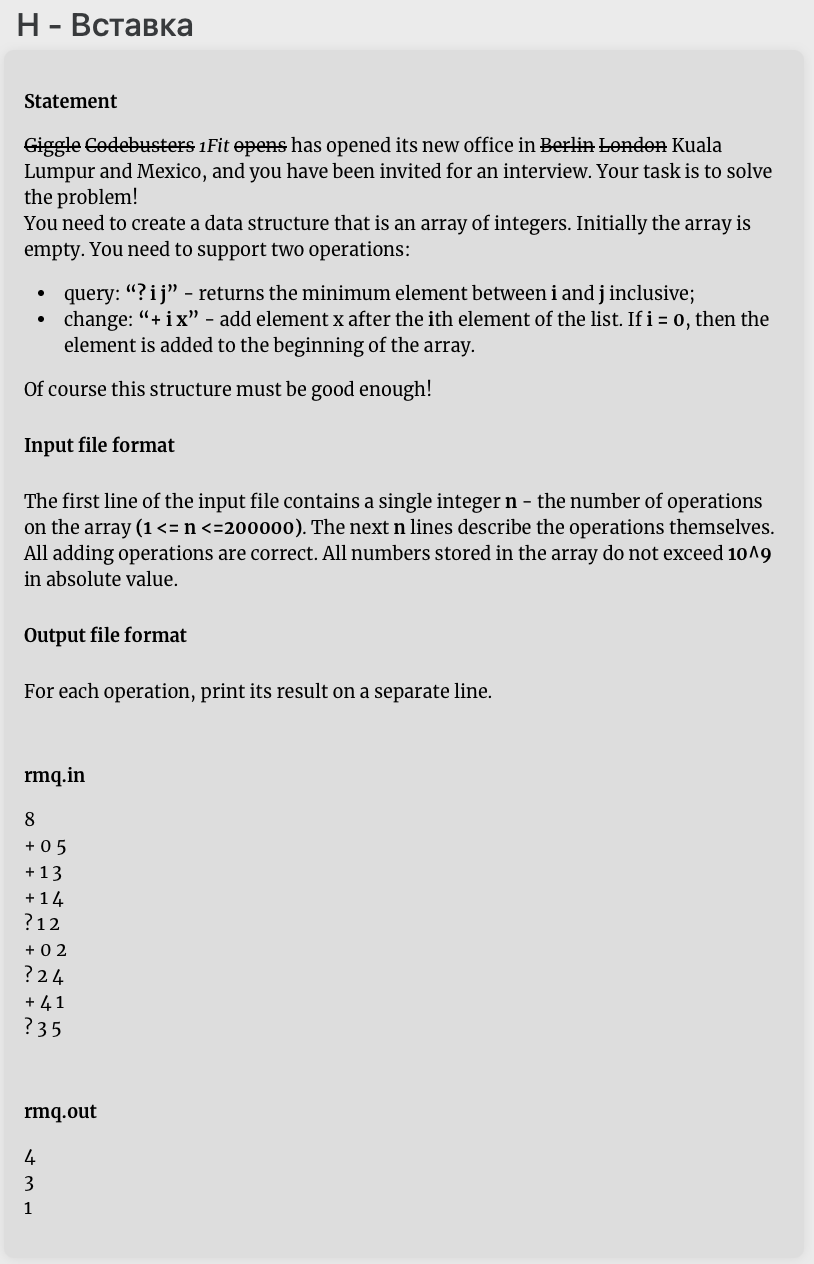 H - Вставка
Statement
Giggle Codebusters 1Fit opens has opened its new office in Berlin London Kuala
Lumpur and Mexico, and you have been invited for an interview. Your task is to solve
the problem!
You need to create a data structure that is an array of integers. Initially the array is
empty. You need to support two operations:
• query: “? i j” - returns the minimum element between i and j inclusive;
• change: “+ i x” - add element x after the ith element of the list. If i = 0, then the
element is added to the beginning of the array.
Of course this structure must be good enough!
Input file format
The first line of the input file contains a single integer n - the number of operations
on the array (1 <= n <=200000). The next n lines describe the operations themselves.
All adding operations are correct. All numbers stored in the array do not exceed 10^9
in absolute value.
Output file format
For each operation, print its result on a separate line.
rmq.in
8
+ 0 5
+ 1 3
+ 1 4
? 1 2
+ 0 2
? 2 4
+ 4 1
? 3 5
rmq.out
4
3
1